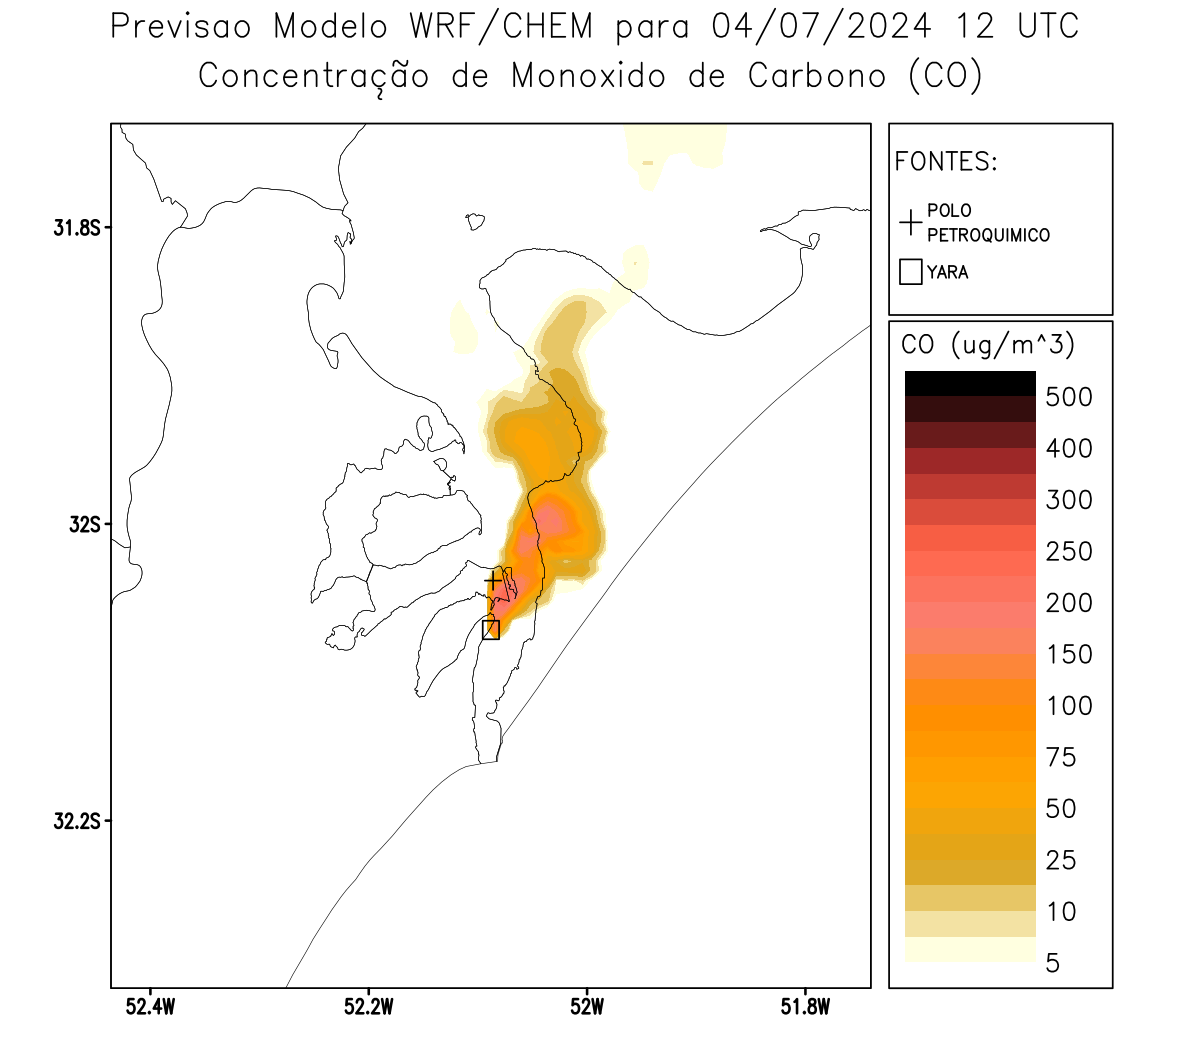 Previsao Modelo WRF/CHEM para 04/07/2024 12 UTC
Concentração de Monoxido de Carbono (CO)
FONTES:
POLO
PETROQUIMICO
YARA
CO (ug/m^3)
500
400
300
250
200
150
100
75
50
25
10
5
31.8S
32S
32.2S
52.4W
52.2W
52W
51.8W